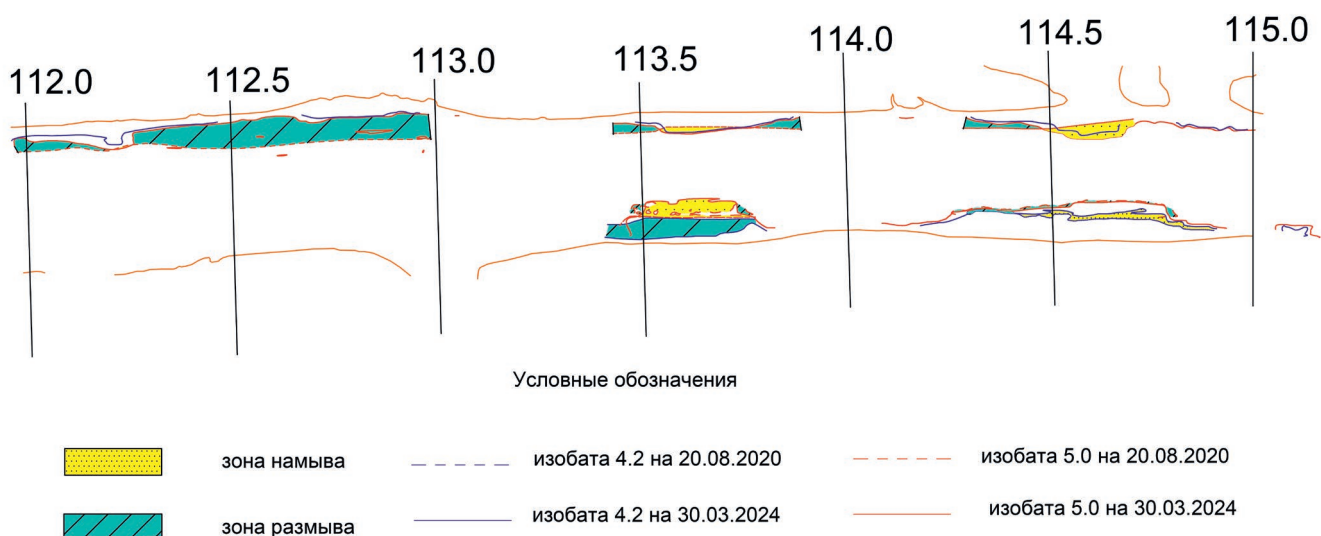 112.0
112.5
113.0
113.5
114.0
114.5
115.0
Условные обозначения
зона намыва
изобата 4.2 на 20.08.2020
изобата 5.0 на 20.08.2020
зона размыва
изобата 4.2 на 30.03.2024
изобата 5.0 на 30.03.2024